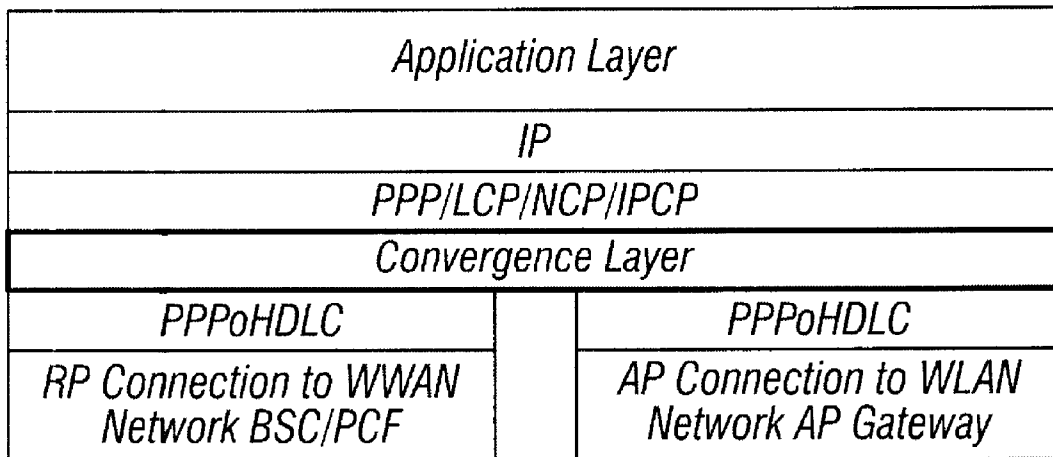 Application Layer
IP
PPP/LCP/NCP/IPCP
Convergence Layer
PPPoHDLC
RP Connection to WWAN
Network BSC/PCF
PPPoHDLC
AP Connection to WLAN
Network AP Gateway